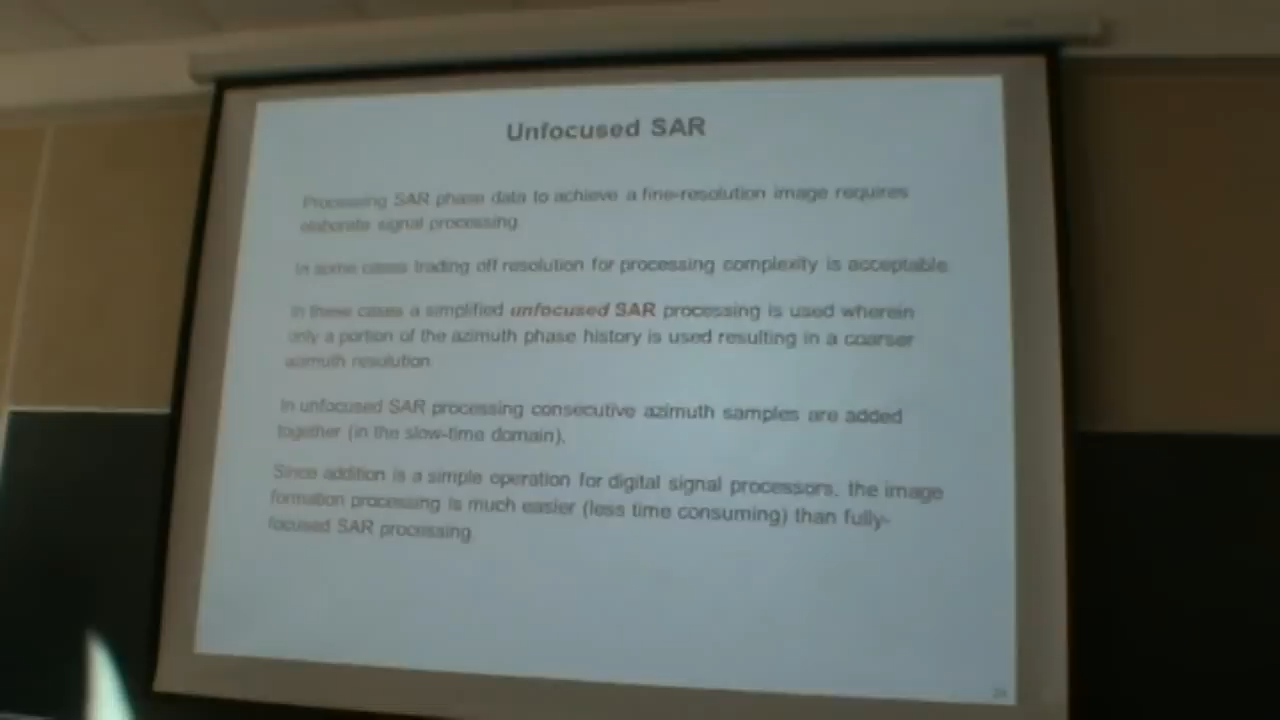 Unfocused SAR
Processing SAR phase data to achieve a fine-resolution image requires
elaborate signal processing.
In some cases trading off resolution for processing complexity is acceptable.
In these cases a simplified unfocused SAR processing is used wherein
only a portion of the azimuth phase history is used resulting in a coarser
azimuth resolution.
In unfocused SAR processing consecutive azimuth samples are added
together (in the slow-time domain).
Since addition is a simple operation for digital signal processors, the image
formation processing is much easier (less time consuming) than fully-
focused SAR processing.